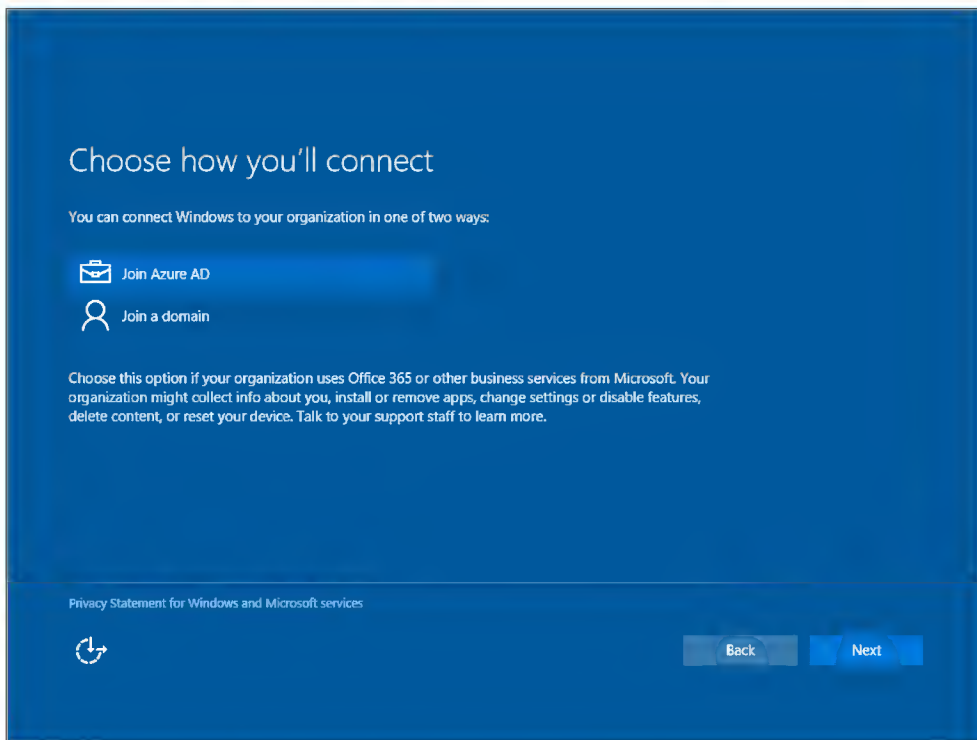 Choose how you'll connect
You can connect Windows to your organization in one of two ways:
Join Azure AD
Join a domain
Choose this option if your organization uses Office 365 or other business services from Microsoft. Your
organization might collect info about you, install or remove apps, change settings or disable features,
delete content, or reset your device. Talk to your support staff to learn more.
Privacy Statement for Windows and Microsoft services
Back
Next